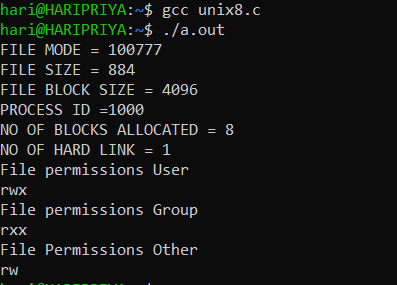 hari@HARIPRIYA:~$ gcc unix8.c
hari@HARIPRIYA:~$ ./a.out
FILE MODE = 100777
FILE SIZE = 884
FILE BLOCK SIZE = 4096
PROCESS ID =1000
NO OF BLOCKS ALLOCATED = 8
NO OF HARD LINK = 1
File permissions User
rwx
File permissions Group
rxx
File Permissions Other
rw
hari@HARIPRIYA:~$